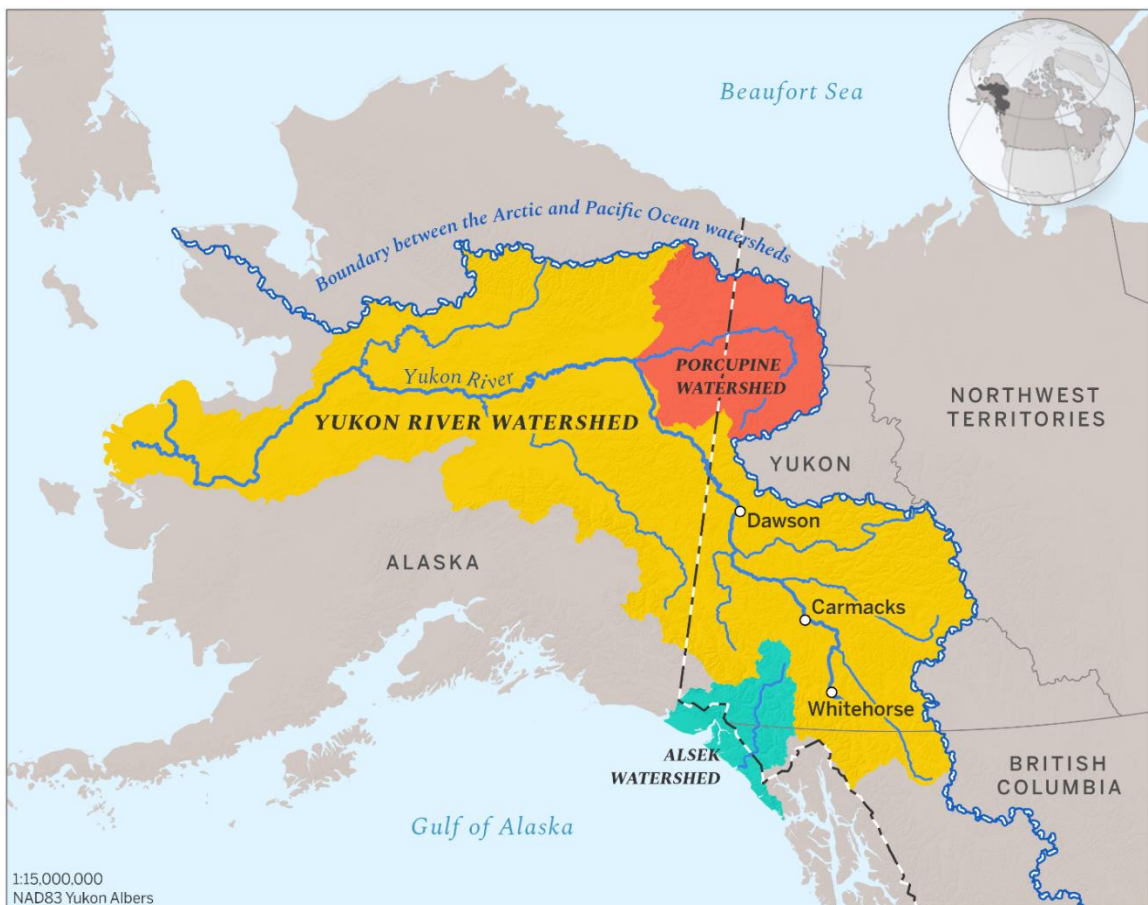 Beaufort Sea
Boundary between the Arctic and Pacific Ocean watersheds
PORCUPINE
WATERSHED
Yukon River
YUKON RIVER WATERSHED
NORTHWEST
TERRITORIES
YUKON
Dawson
ALASKA
Carmacks
Whitehorse
ALSEK
WATERSHED
BRITISH
COLUMBIA
Gulf of Alaska
1:15,000,000
NAD83 Yukon Albers